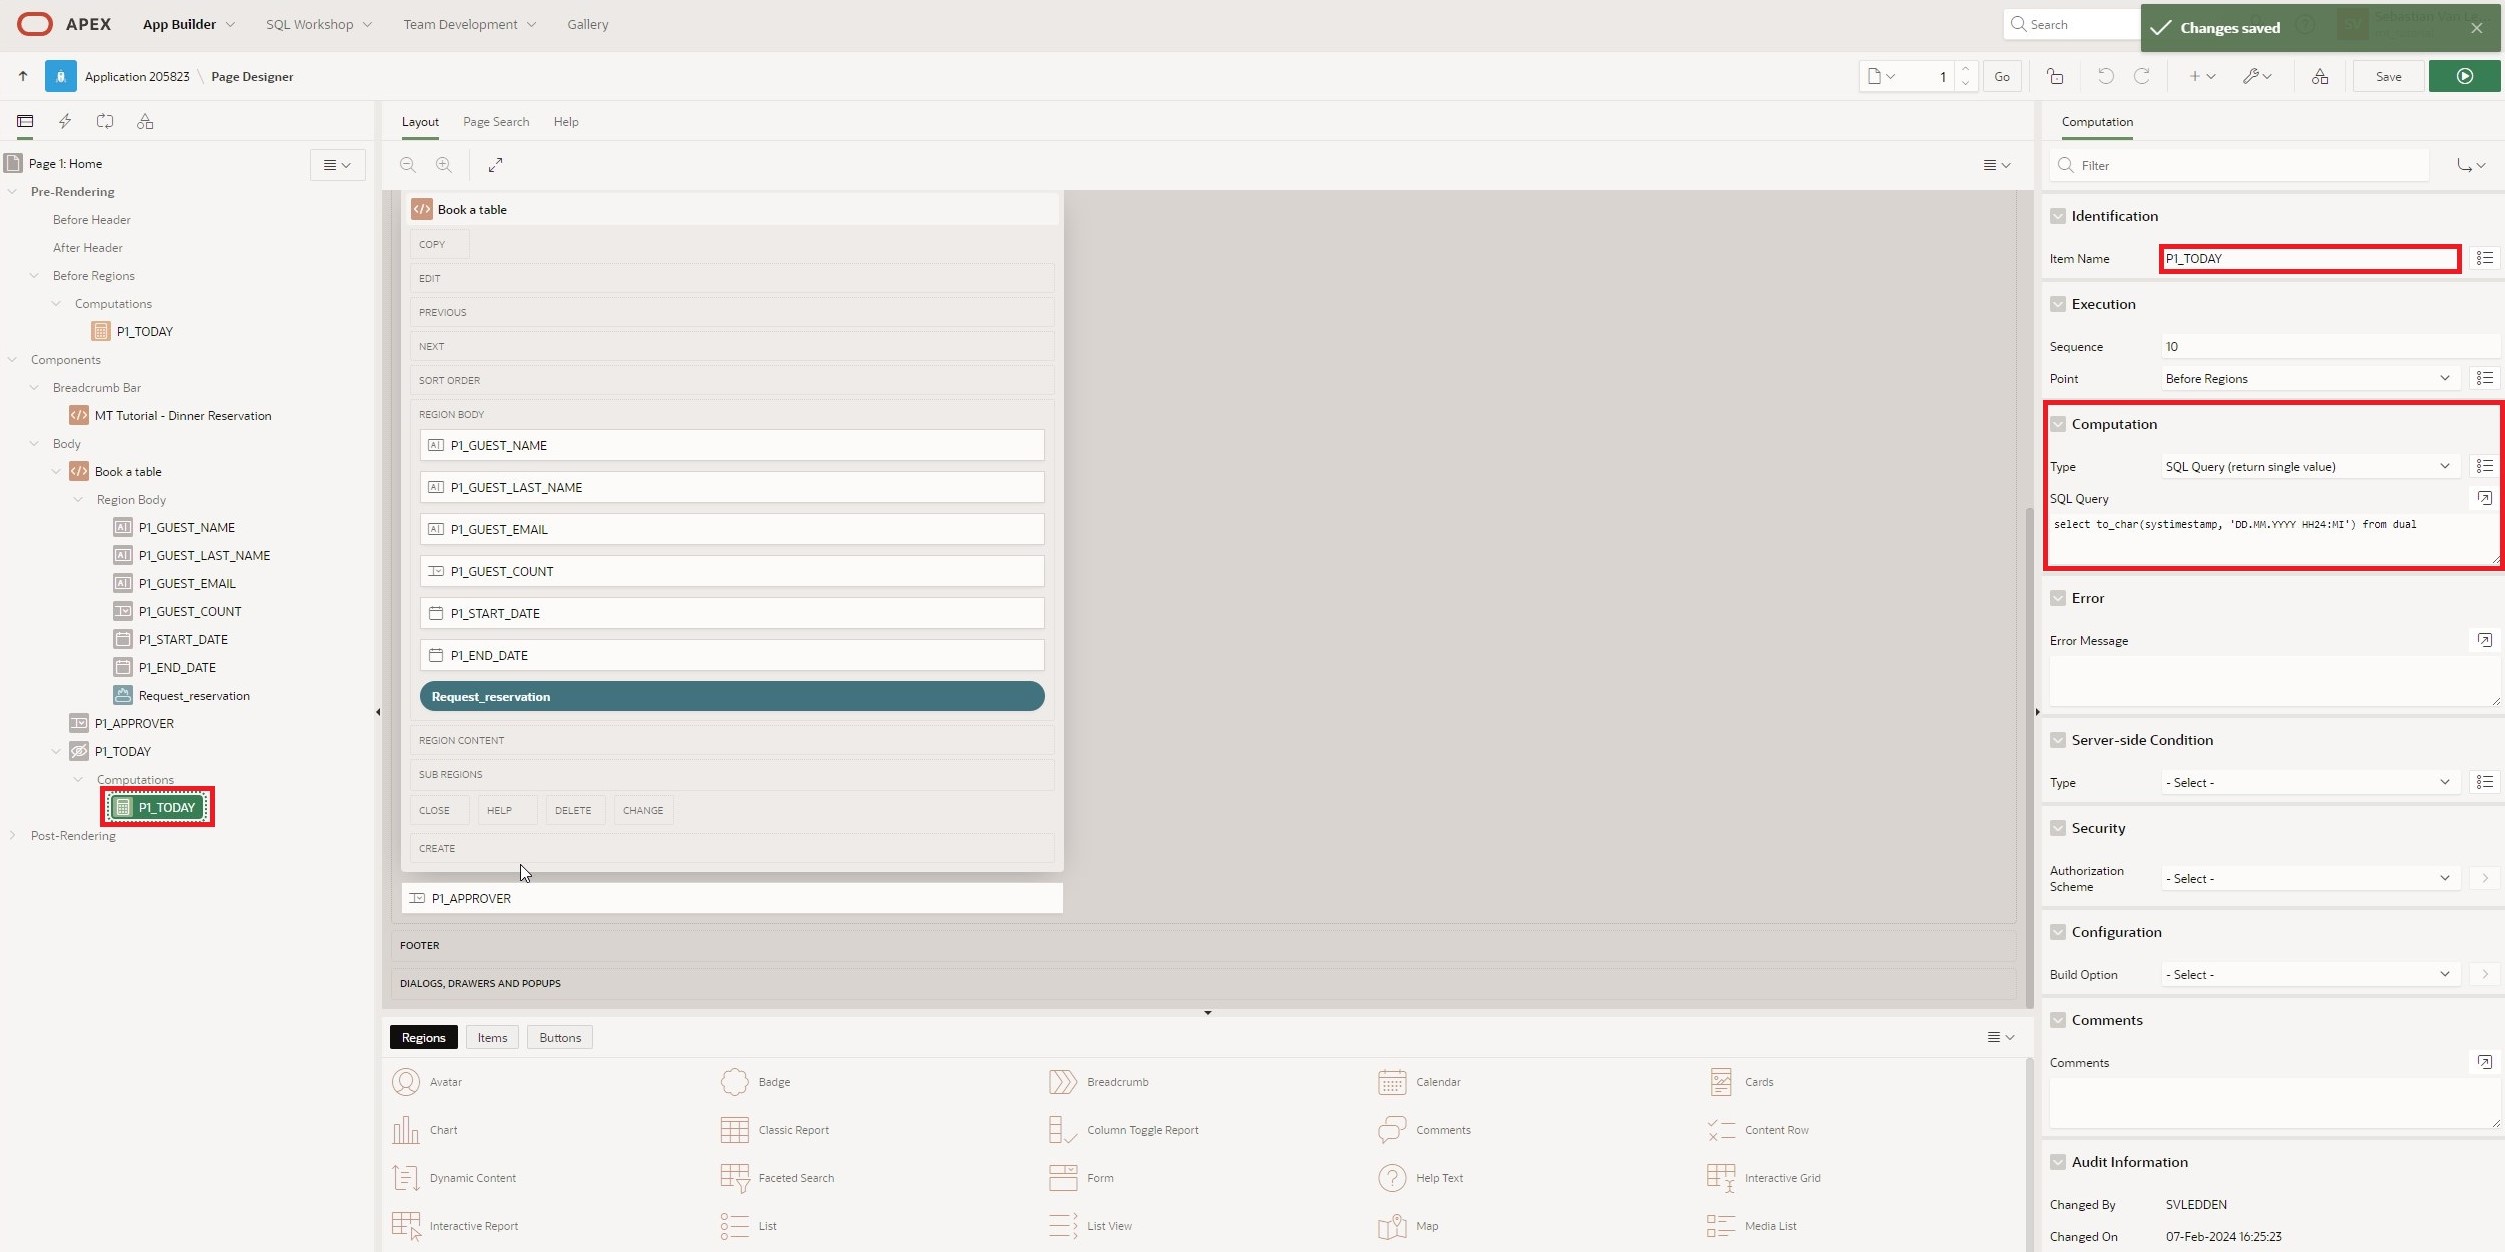 APEX App Builder SQL Workshop Team Development Gallery Search Changes saved
Application 205823 \ Page Designer 1 Go Save
Page 1: Home
Pre-Rendering
Before Header
After Header
Before Regions
Computations
P1_TODAY
Components
Breadcrumb Bar
MT Tutorial - Dinner Reservation
Body
Book a table
Region Body
P1_GUEST_NAME
P1_GUEST_LAST_NAME
P1_GUEST_EMAIL
P1_GUEST_COUNT
P1_START_DATE
P1_END_DATE
Request_reservation
P1_APPROVER
P1_TODAY
Computations
P1_TODAY
Post-Rendering
Layout Page Search Help
Book a table
COPY
EDIT
PREVIOUS
NEXT
SORT ORDER
REGION BODY
P1_GUEST_NAME
P1_GUEST_LAST_NAME
P1_GUEST_EMAIL
P1_GUEST_COUNT
P1_START_DATE
P1_END_DATE
Request_reservation
REGION CONTENT
SUB REGIONS
CLOSE HELP DELETE CHANGE
CREATE
P1_APPROVER
FOOTER
DIALOGS, DRAWERS AND POPUPS
Regions Items Buttons
Avatar Badge Breadcrumb Calendar Cards
Chart Classic Report Column Toggle Report Comments Content Row
Dynamic Content Faceted Search Form Help Text Interactive Grid
Interactive Report List List View Map Media List
Computation
Filter
Identification
Item Name P1_TODAY
Execution
Sequence 10
Point Before Regions
Computation
Type SQL Query (return single value)
SQL Query
select to_char(systimestamp, 'DD.MM.YYYY HH24:MI') from dual
Error
Error Message
Server-side Condition
Type - Select -
Security
Authorization
Scheme - Select -
Configuration
Build Option - Select -
Comments
Comments
Audit Information
Changed By SVLEDDEN
Changed On 07-Feb-2024 16:25:23